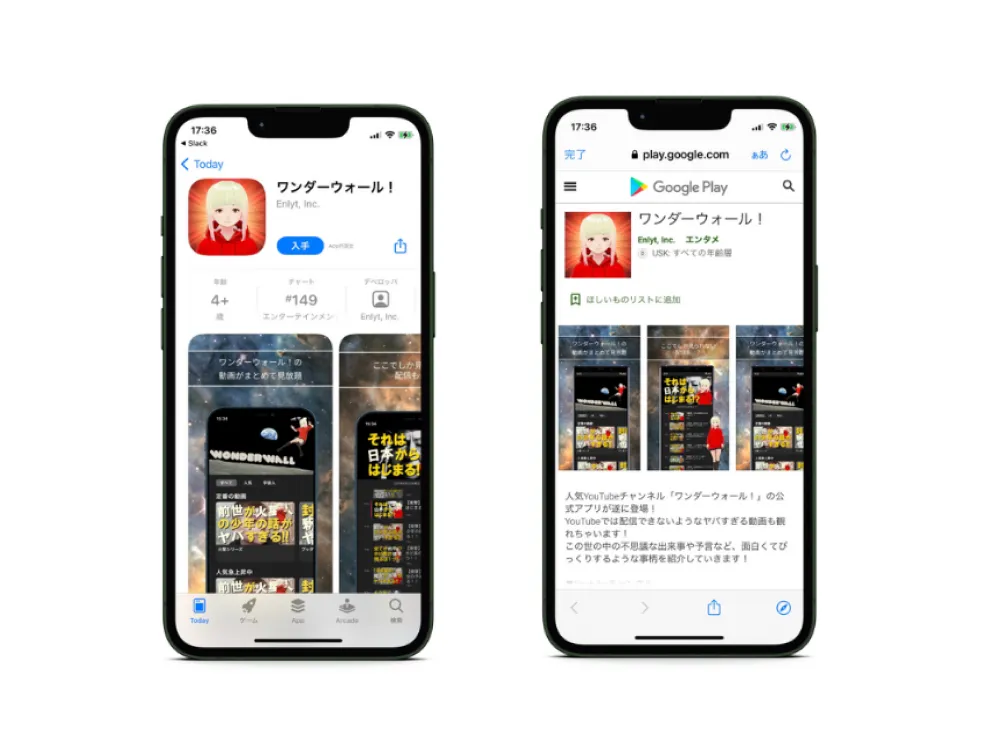 17:36
Slack
Today
ワンダーウォール！
Enlyt, Inc.
入手
年齢
4+
歳
チャート
#149
エンターテインメン
デベロッパ
Enlyt, Inc.
ワンダーウォール！の
動画がまとめて見放題
WONDERWALL
すべて
人気
定番の動画
前世が火星
の少年の話が
ヤバすぎる!!
人気急上昇中
前世が火星
ここでしか見
配信も
それは
日本から
はじまる!?
Today
ゲーム
App
Arcade
検索
17:36
完了
play.google.com
ああ
Google Play
ワンダーウォール！
Enlyt, Inc.
エンタメ
USK: すべての年齢層
ほしいものリストに追加
ワンダーウォール！の
動画がまとめて見放題
それは
日本から
はじまる!?
人気YouTubeチャンネル「ワンダーウォール！」の公
式アプリが遂に登場！
YouTubeでは配信できないようなヤバすぎる動画も観
れちゃいます！
この世の中の不思議な出来事や予言など、面白くてび
っくりするような事柄を紹介していきます！